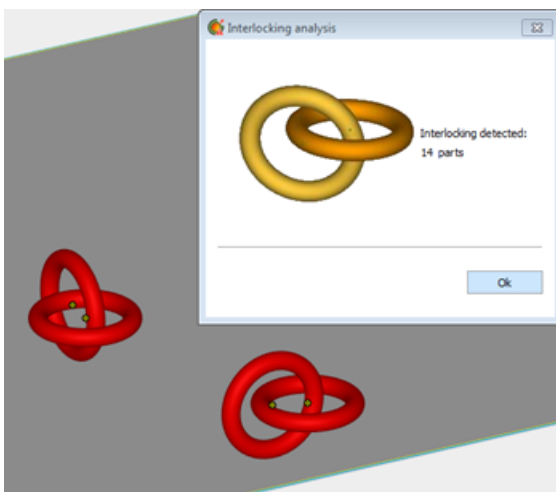 Interlocking analysis
Interlocking detected:
14 parts
Ok